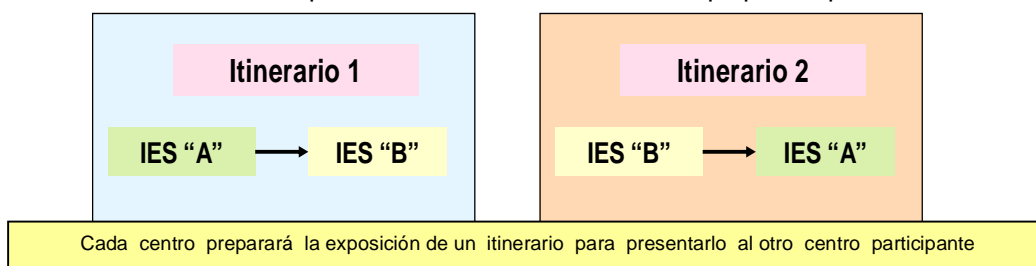 Itinerario 1
Itinerario 2
IES “A” IES “B”
IES “B” IES “A”
Cada centro preparará la exposición de un itinerario para presentarlo al otro centro participante